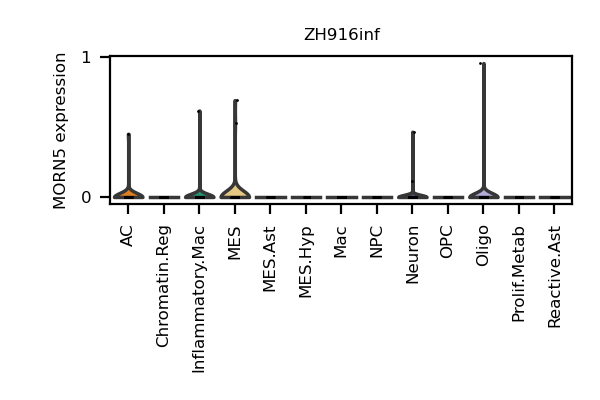 ZH916inf
MORN5 expression
1
0
AC
Chromatin.Reg
Inflammatory.Mac
MES
MES.Ast
MES.Hyp
Mac
NPC
Neuron
OPC
Oligo
Prolif.Metab
Reactive.Ast